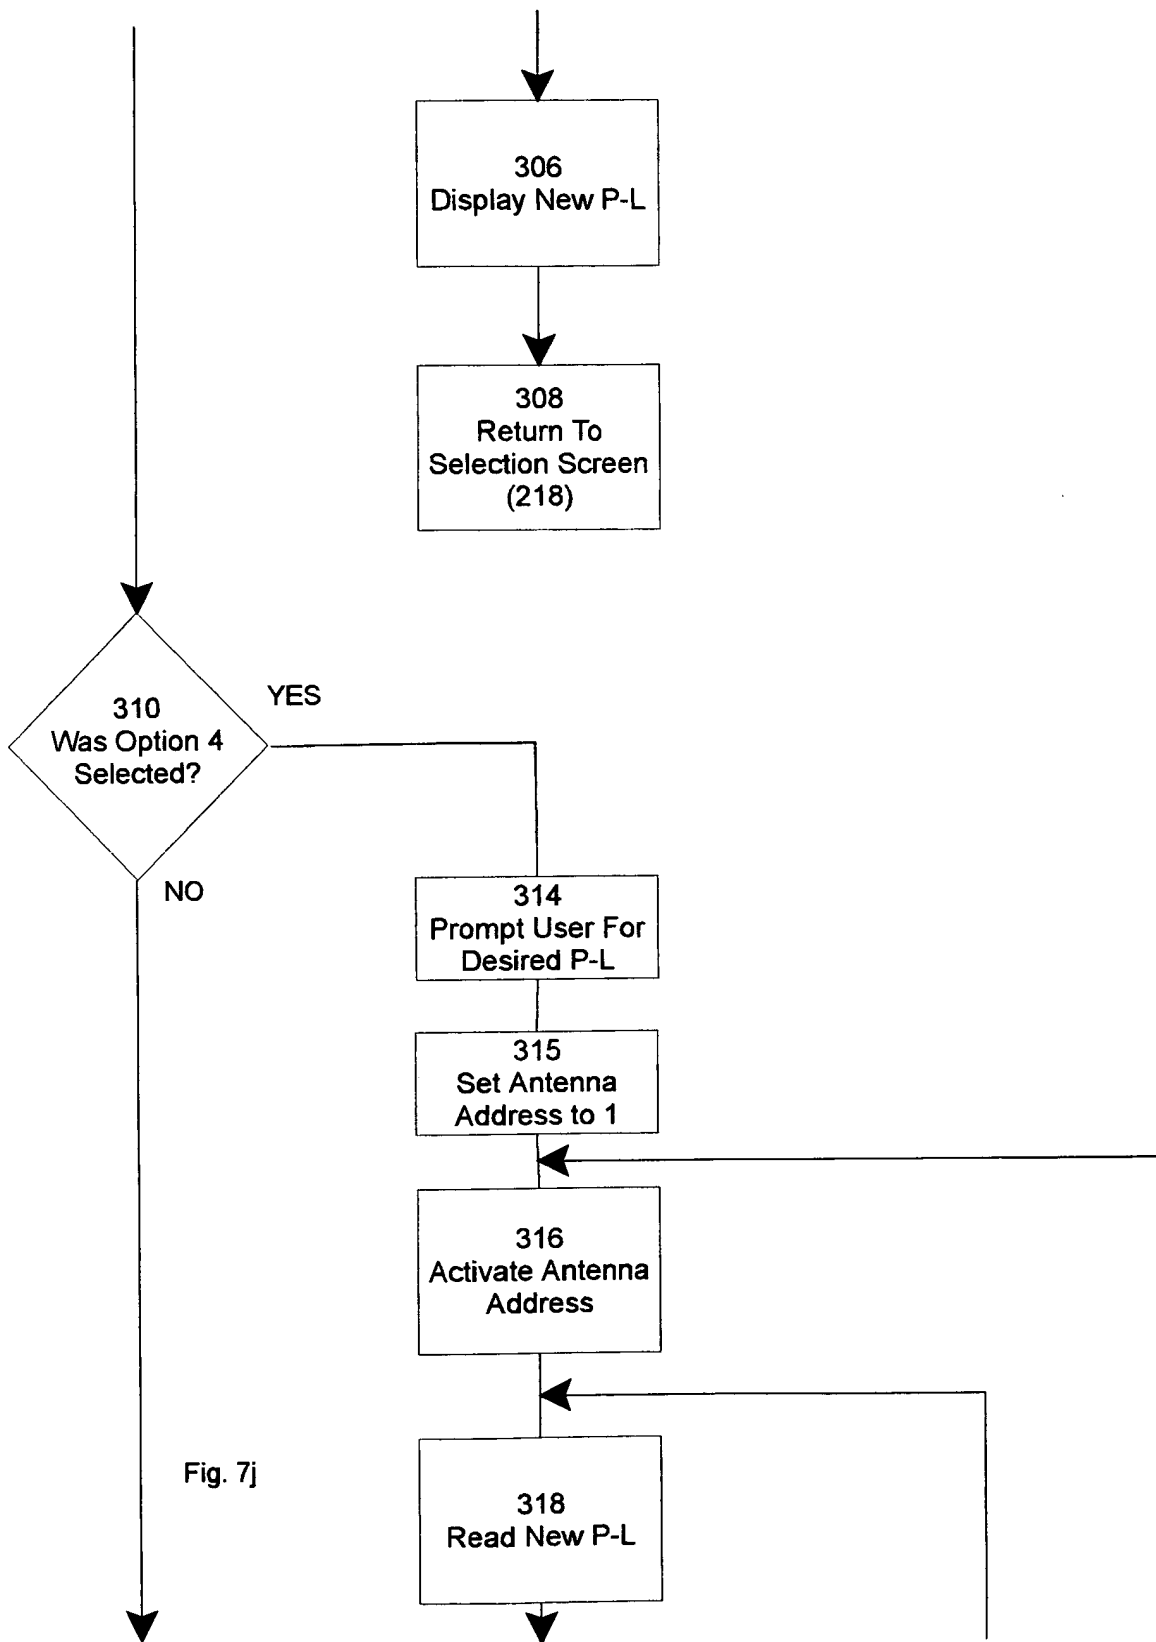 306
Display New P-L
308
Return To
Selection Screen
(218)
310
Was Option 4
Selected?
YES
NO
314
Prompt User For
Desired P-L
315
Set Antenna
Address to 1
316
Activate Antenna
Address
318
Read New P-L
Fig. 7j